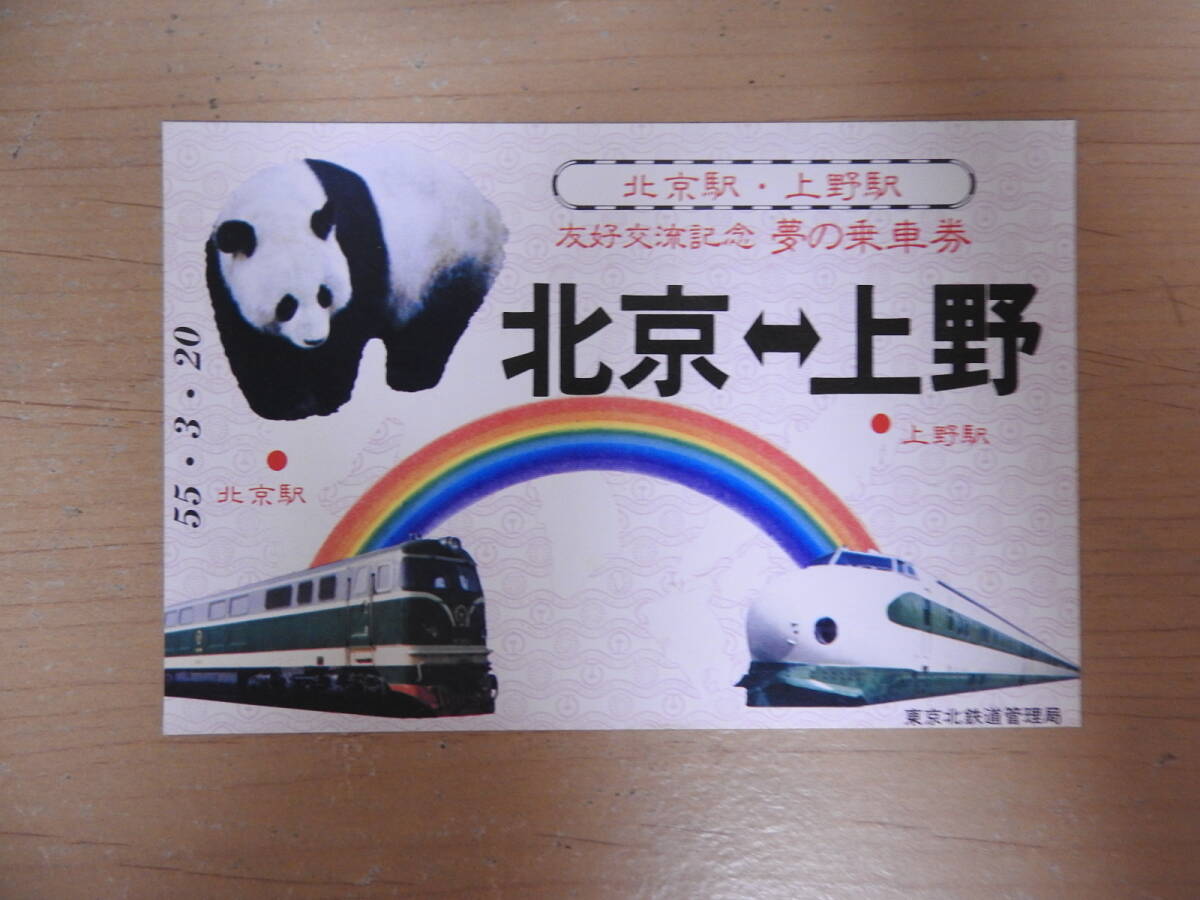 北京駅・上野駅
友好交流記念 夢の乗車券
北京↔上野
上野駅
北京駅
55・3・20
東京北鉄道管理局